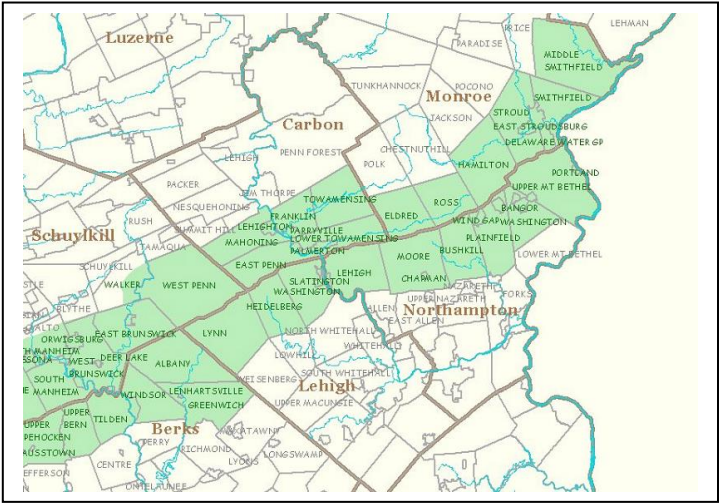 LEHMAN
PRICE
Luzerne
PARADISE
MIDDLE
SMITHFIELD
TUNKHANNOCK
POCONO
Monroe
SMITHFIELD
STROUD
JACKSON
Carbon
EAST STROUDSBURG
DELAWARE WATER GP
CHESTNUTHILL
PENN FOREST
LEHIGH
POLK
HAMILTON
PORTLAND
PACKER
UPPER MT BETHEL
JIM THORPE
TOWAMENSING
ROSS
NESQUEHONING
BANGOR
RUSH
FRANKLIN
ELDRED
WIND GAP
WASHINGTON
LEHIGHTON
PARRYVILLE
SUMMIT HILL
Schuylkill
MAHONING
LOWER TOWAMENSING
PLAINFIELD
TAMAQUA
PALMERTON
BUSHKILL
LOWER MT BETHEL
MOORE
EAST PENN
SCHUYLKILL
LEHIGH
CHAPMAN
SLATINGTON
WALKER
WEST PENN
NAZARETH
WASHINGTON
FORKS
UPPER NAZARETH
HEIDELBERG
ALLEN
BLYTHE
Northampton
EAST ALLEN
NORTH WHITEHALL
EAST BRUNSWICK
LYNN
ORWIGSBURG
WHITEHALL
TH MANHEIM
LOWHILL
WEST
BRUNSWICK
DEER LAKE
ALBANY
SOUTH WHITEHALL
SOUTH
MANHEIM
WEISENBERG
Lehigh
LENHARTSVILLE
WINDSOR
UPPER MACUNGIE
GREENWICH
UPPER
BERN
TILDEN
UPPER
Berks
MAXATAWNY
PERRY
RICHMOND
LONGSWAMP
CENTRE
LYONS
ONTELAUNEE